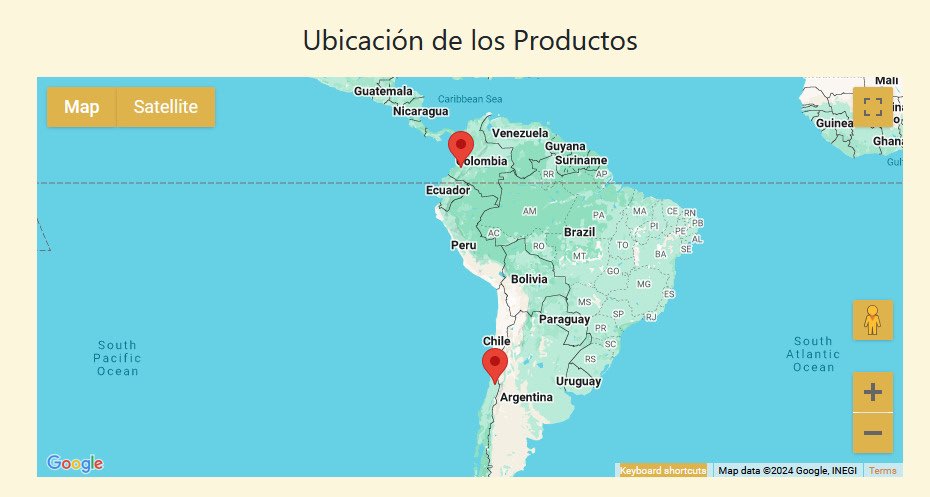 Ubicación de los Productos
Map
Satellite
Guatemala
Caribbean Sea
Nicaragua
Mali
Guinea
Ghana
Venezuela
Guyana
Colombia
Suriname
RR
AP
Ecuador
AM
PA
MA
CE
RN
PB
PI
PE
AL
SE
AC
Brazil
Peru
RO
TO
BA
MT
GO
Bolivia
MG
ES
MS
Paraguay
SP
RJ
PR
Chile
SC
RS
South
Pacific
Ocean
South
Atlantic
Ocean
Uruguay
Argentina
+
−
Google
Keyboard shortcuts
Map data ©2024 Google, INEGI
Terms